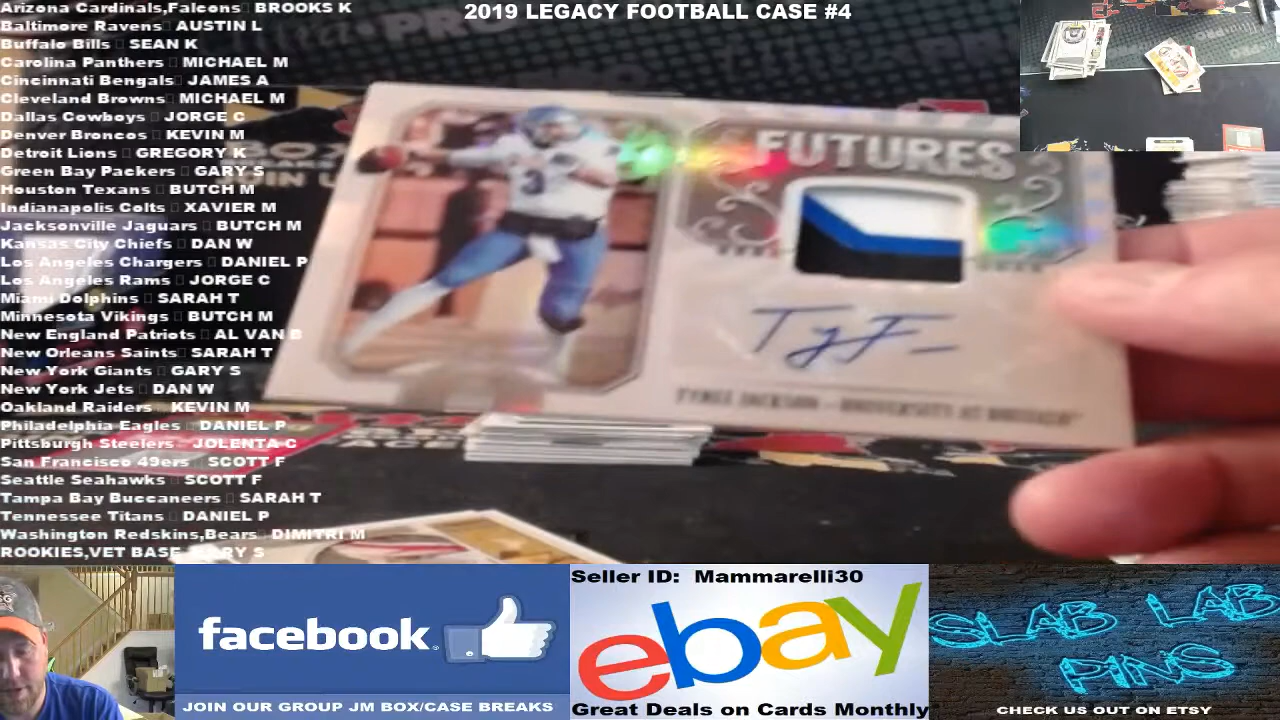 2019 LEGACY FOOTBALL CASE #4
Arizona Cardinals,Falcons BROOKS K
Baltimore Ravens AUSTIN L
Buffalo Bills SEAN K
Carolina Panthers MICHAEL M
Cincinnati Bengals JAMES A
Cleveland Browns MICHAEL M
Dallas Cowboys JORGE C
Denver Broncos KEVIN M
Detroit Lions GREGORY K
Green Bay Packers GARY S
Houston Texans BUTCH M
Indianapolis Colts XAVIER M
Jacksonville Jaguars BUTCH M
Kansas City Chiefs DAN W
Los Angeles Chargers DANIEL P
Los Angeles Rams JORGE C
Miami Dolphins SARAH T
Minnesota Vikings BUTCH M
New England Patriots AL VAN B
New Orleans Saints SARAH T
New York Giants GARY S
New York Jets DAN W
Oakland Raiders KEVIN M
Philadelphia Eagles DANIEL P
Pittsburgh Steelers JOLENTA C
San Francisco 49ers SCOTT F
Seattle Seahawks SCOTT F
Tampa Bay Buccaneers SARAH T
Tennessee Titans DANIEL P
Washington Redskins,Bears DIMITRI M
ROOKIES,VET BASE GARY S
FUTURES
3
TYREE JACKSON - UNIVERSITY AT BUFFALO
facebook
JOIN OUR GROUP JM BOX/CASE BREAKS
Seller ID: Mammarelli30
ebay
Great Deals on Cards Monthly
SLAB LAB
PINS
CHECK US OUT ON ETSY